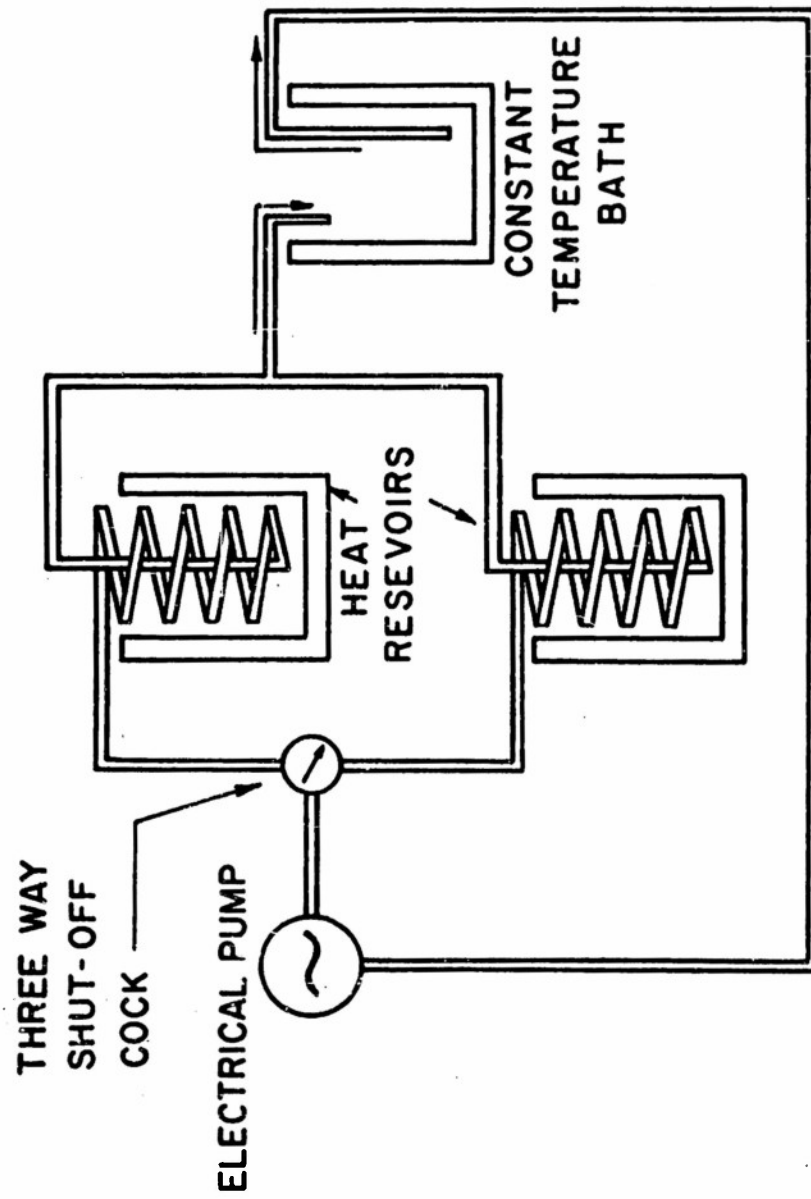 THREE WAY
SHUT-OFF
COCK
ELECTRICAL PUMP
HEAT
RESEVOIRS
CONSTANT
TEMPERATURE
BATH